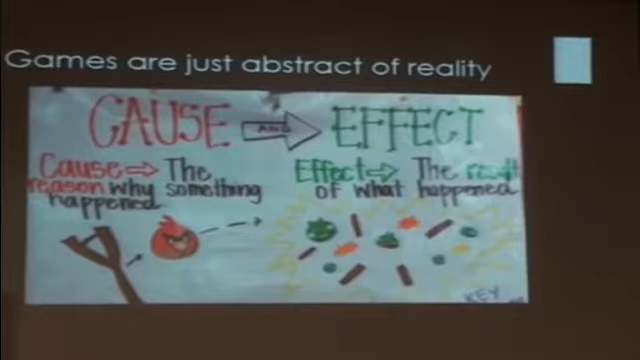 Games are just abstract of reality
CAUSE AND EFFECT
Cause ⇨ The
reason why something
happened
Effect ⇨ The result
of what happened
KEY